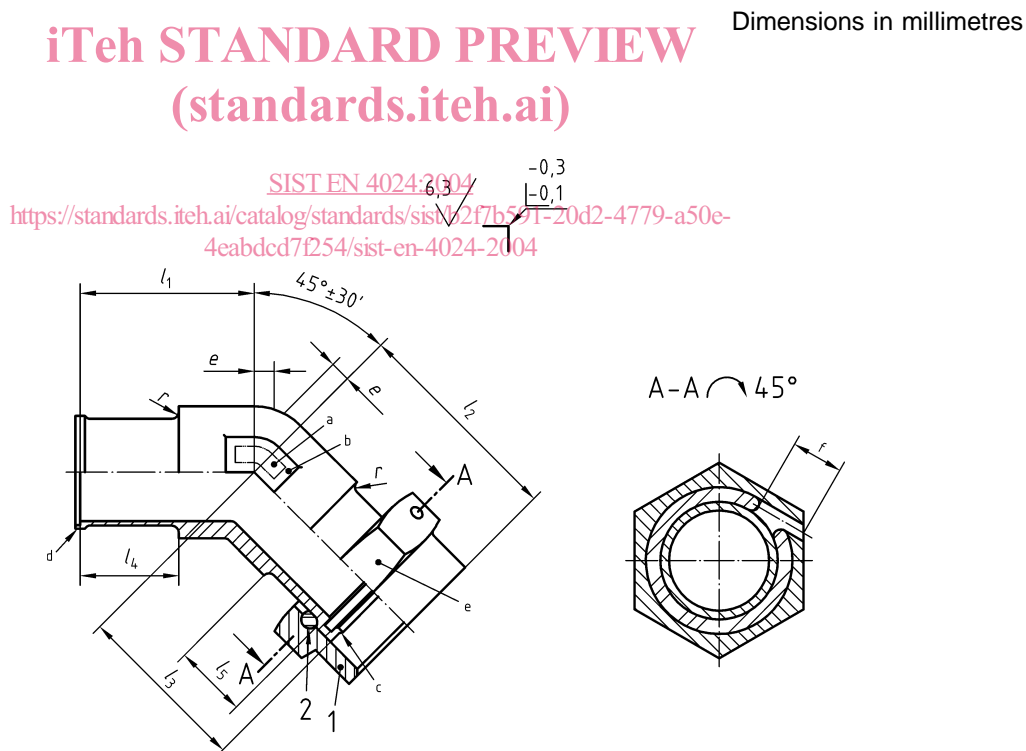 Dimensions in millimetres
iTeh STANDARD PREVIEW
(standards.iteh.ai)
SIST EN 4024:2004
6,3
-0,3
-0,1
https://standards.iteh.ai/catalog/standards/sist/b2f7b591-20d2-4779-a50e-
4eabdcd7f254/sist-en-4024-2004
l1
45°±30'
e
e
l2
A-A 45°
r
a
b
r
A
f
d
l4
e
l3
l5
A
2
1
c